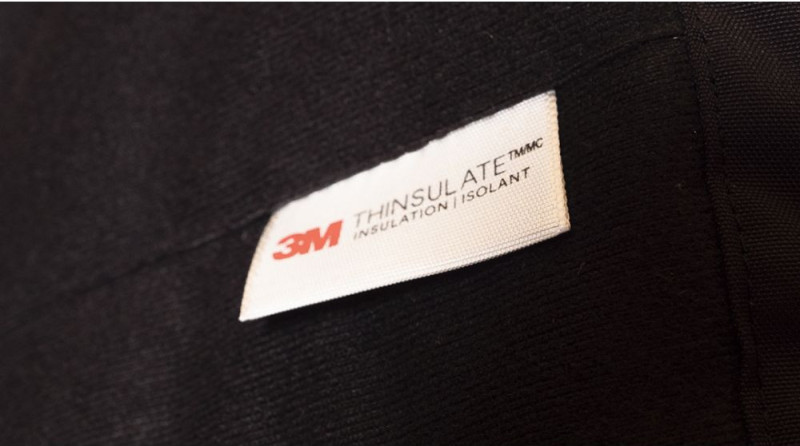 3M THINSULATE™/MC
INSULATION | ISOLANT